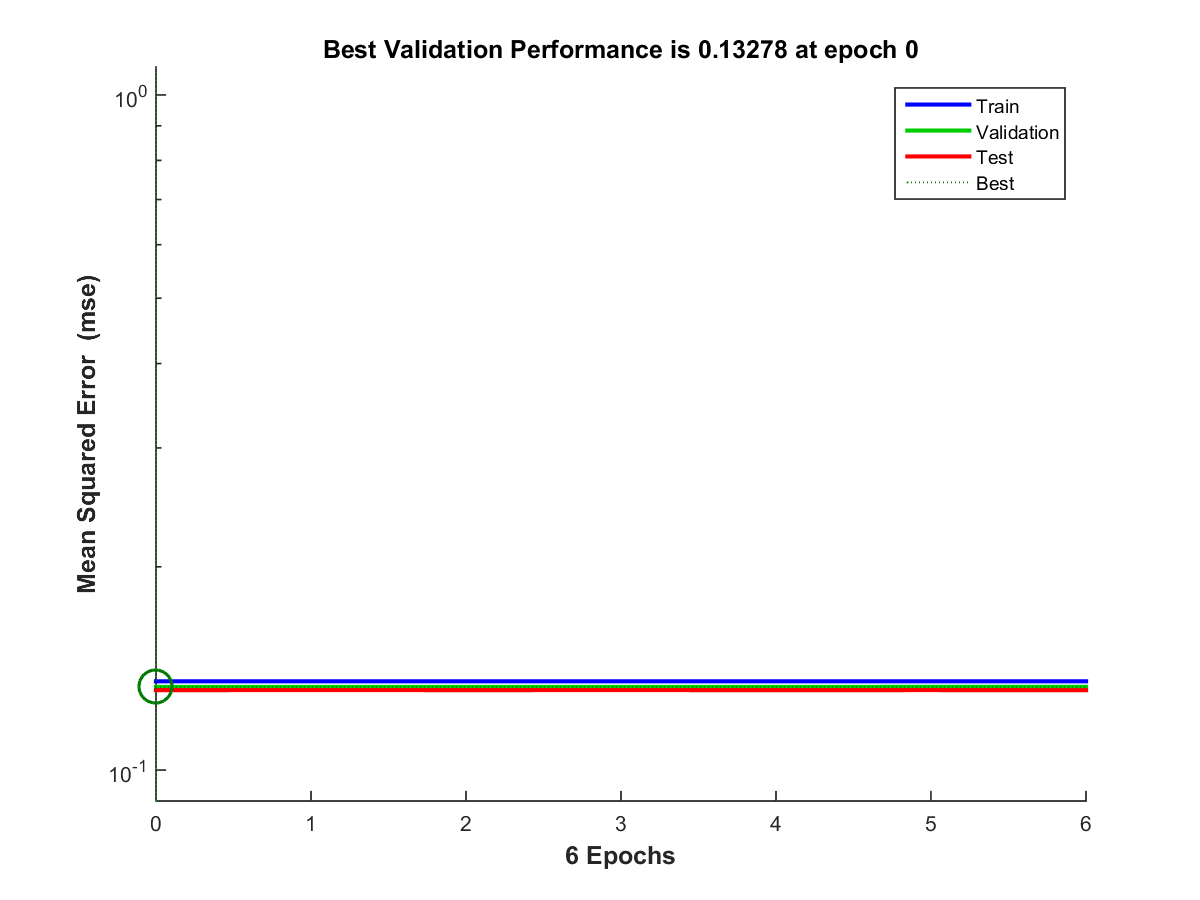 Best Validation Performance is 0.13278 at epoch 0
10^0
Train
Validation
Test
Best
Mean Squared Error (mse)
10^-1
0 1 2 3 4 5 6
6 Epochs